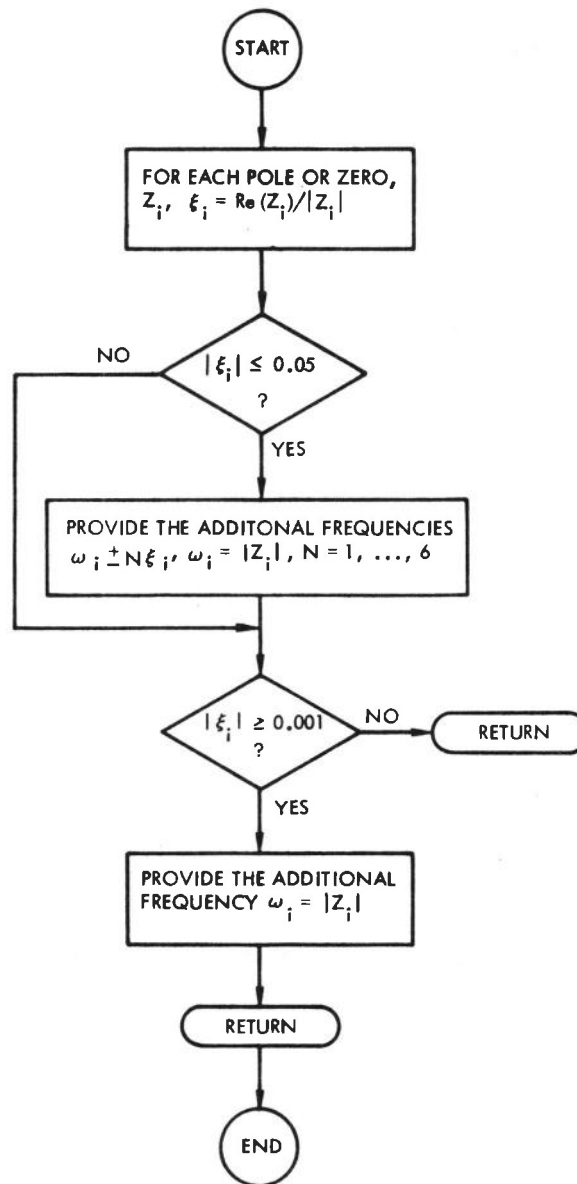 START
FOR EACH POLE OR ZERO,
Z_i, ξ_i = Re (Z_i)/|Z_i|
NO
|ξ_i| ≤ 0.05
?
YES
PROVIDE THE ADDITONAL FREQUENCIES
ω_i ± Nξ_i, ω_i = |Z_i|, N = 1, ..., 6
|ξ_i| ≥ 0.001
?
NO
RETURN
YES
PROVIDE THE ADDITIONAL
FREQUENCY ω_i = |Z_i|
RETURN
END